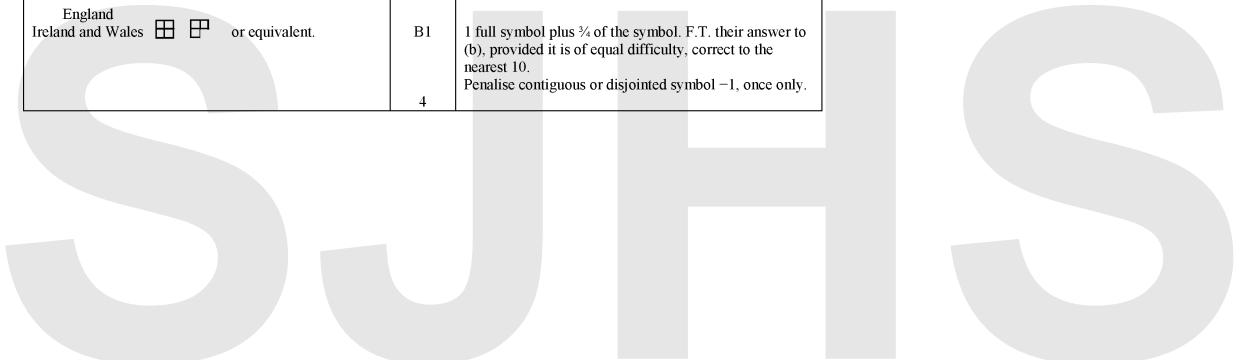 England
Ireland and Wales or equivalent. B1 1 full symbol plus ¾ of the symbol. F.T. their answer to
(b), provided it is of equal difficulty, correct to the
nearest 10.
Penalise contiguous or disjointed symbol −1, once only.
4
SJHS